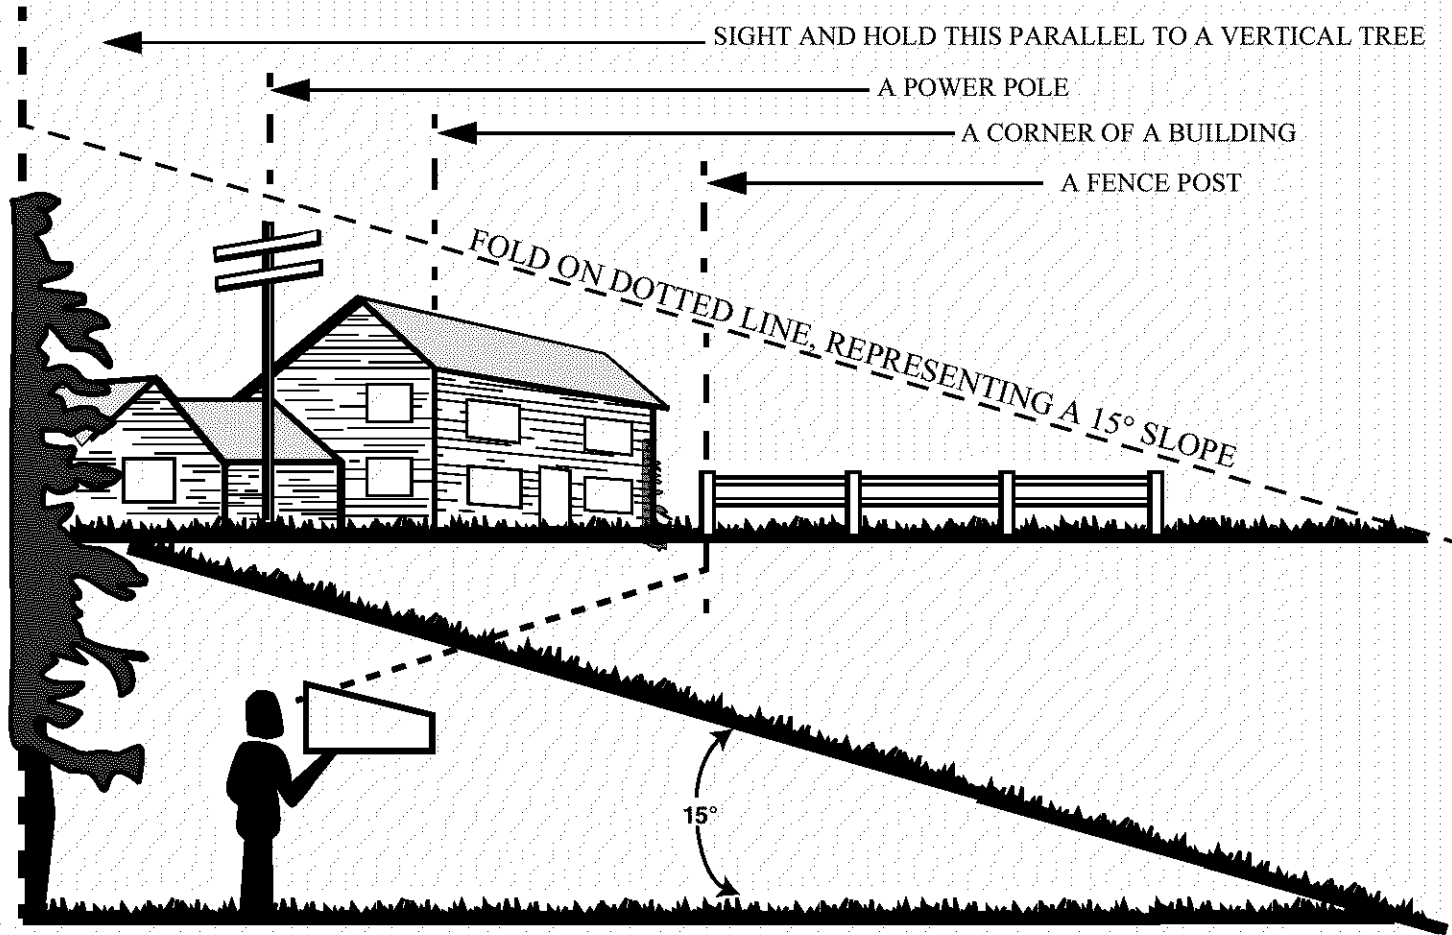 SIGHT AND HOLD THIS PARALLEL TO A VERTICAL TREE
A POWER POLE
A CORNER OF A BUILDING
A FENCE POST
FOLD ON DOTTED LINE, REPRESENTING A 15° SLOPE
15°